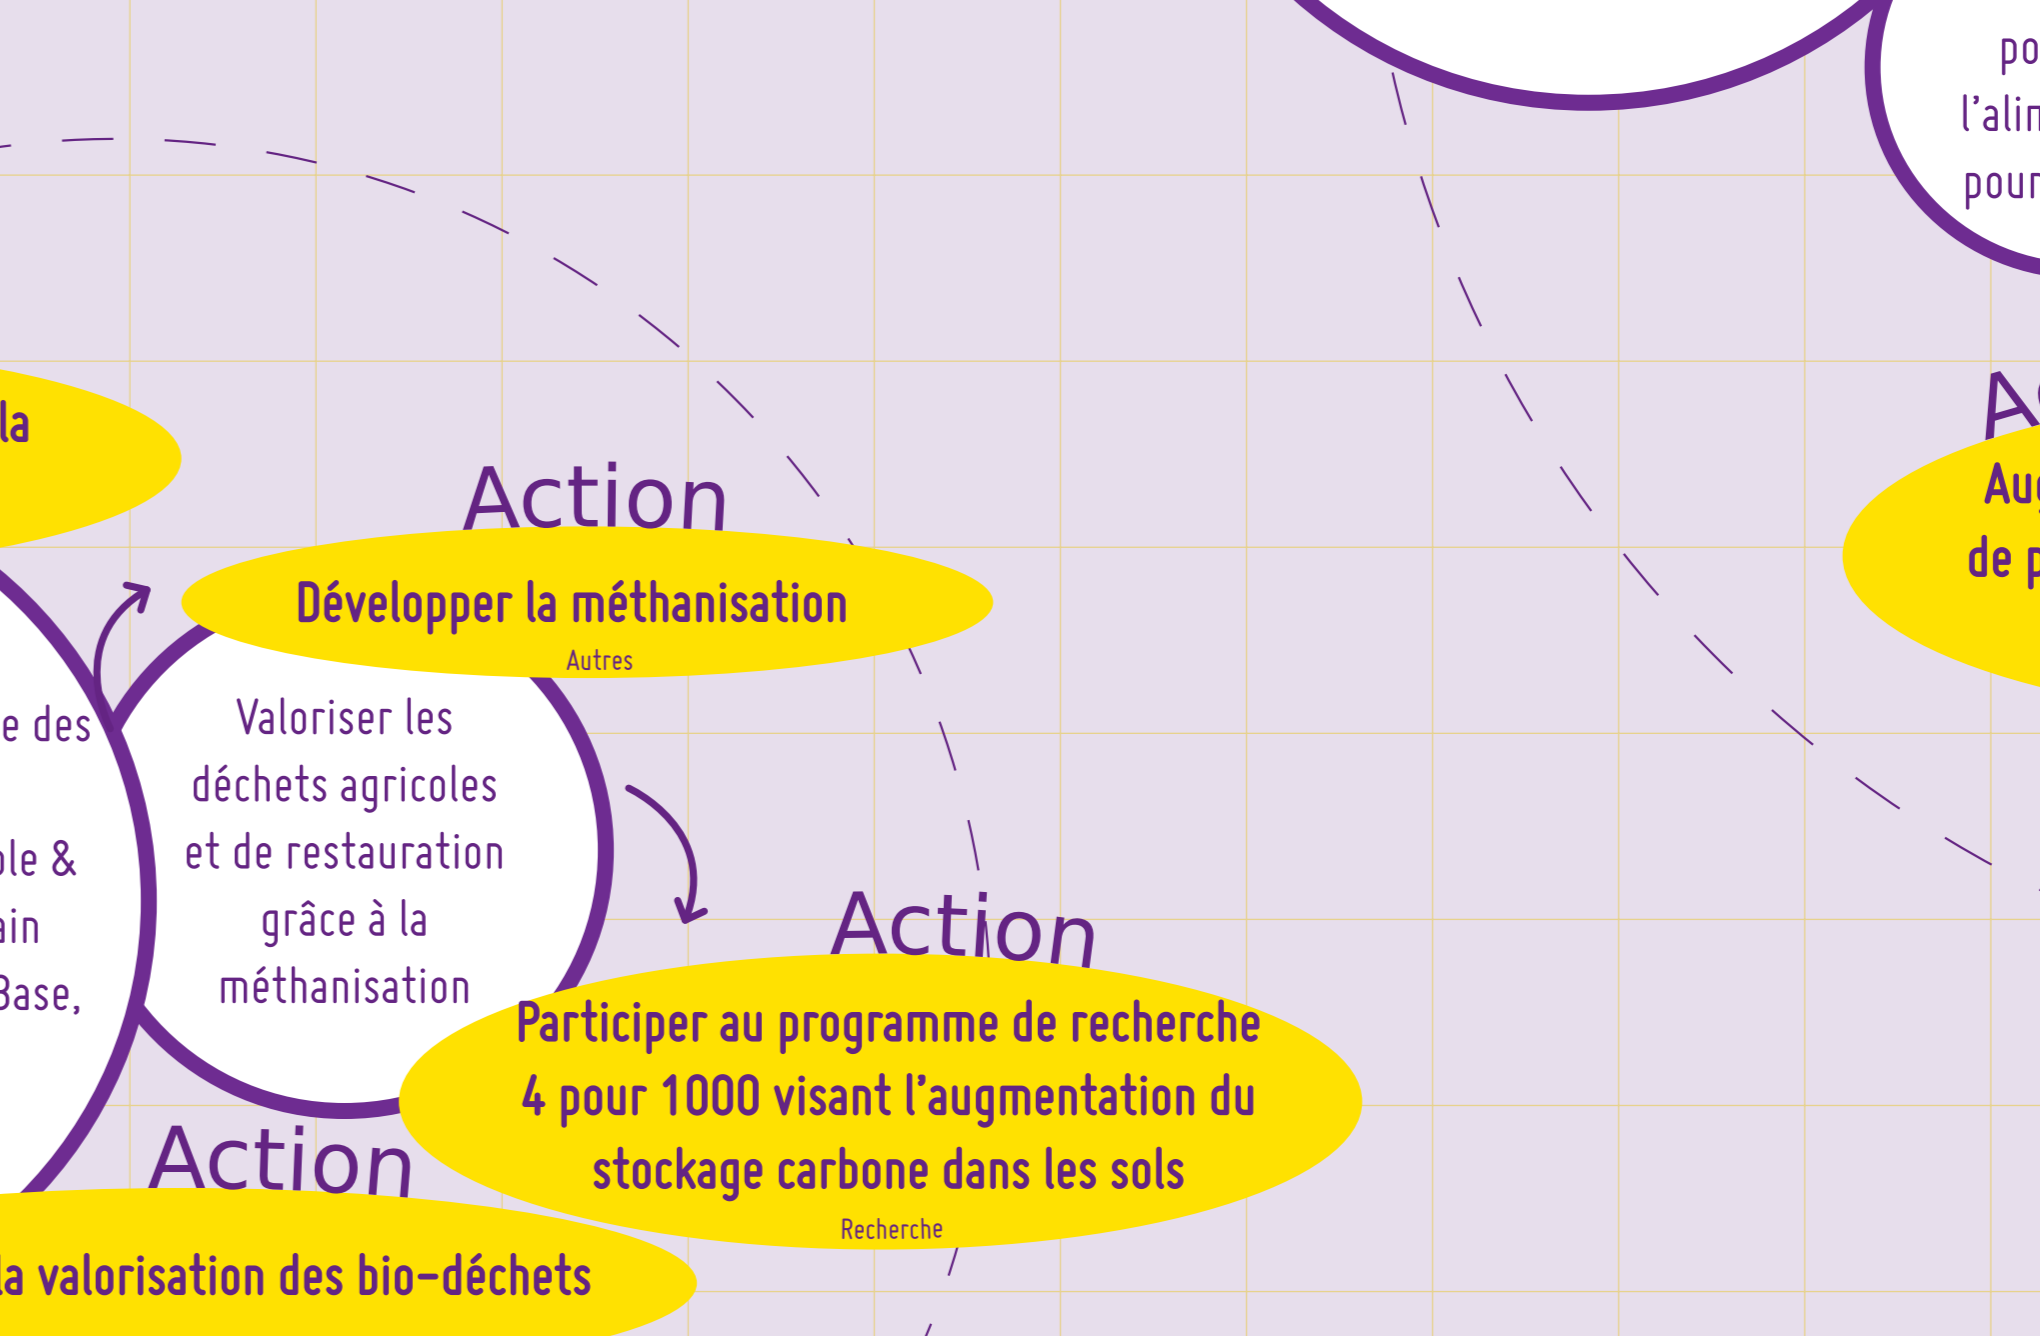 la
Action
Développer la méthanisation
Autres
Valoriser les
déchets agricoles
et de restauration
grâce à la
méthanisation
e des
ain
Base,
Action
Participer au programme de recherche
4 pour 1000 visant l'augmentation du
stockage carbone dans les sols
Recherche
Action
la valorisation des bio-déchets
po
l'alim
pour
Ac
Aug
de p